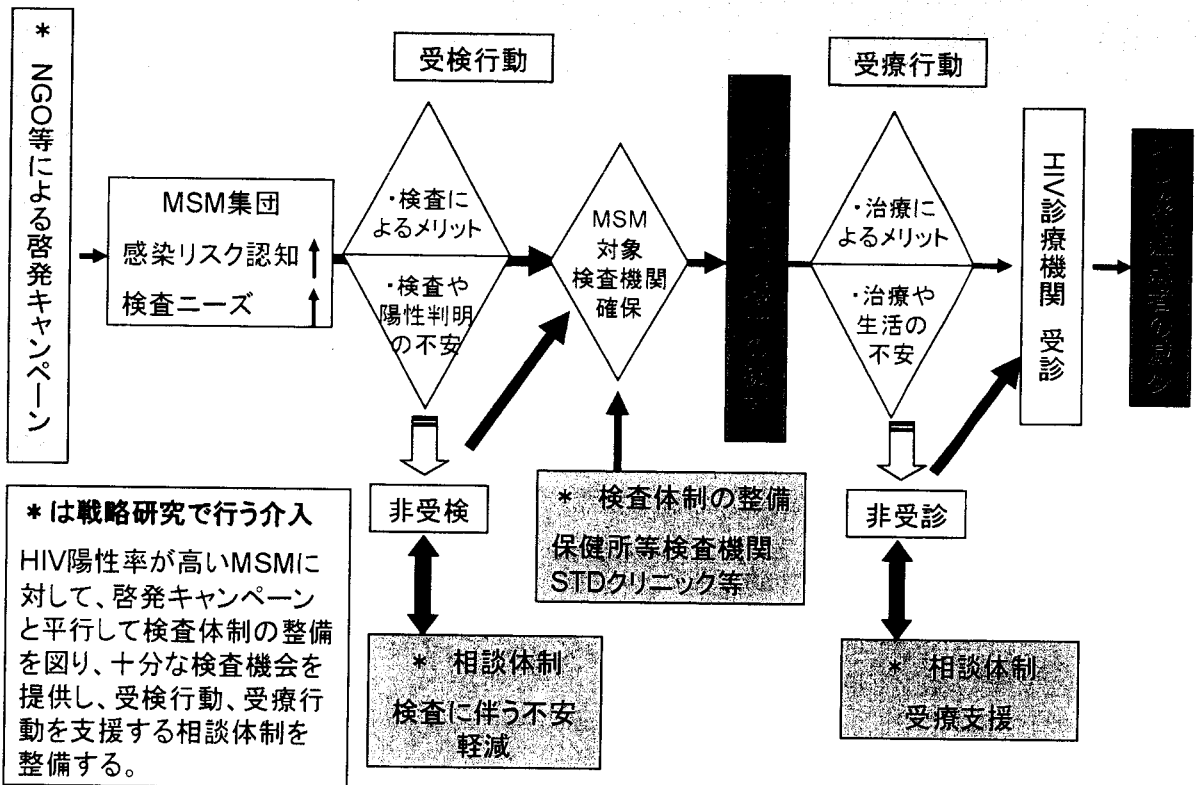 * NGO等による啓発キャンペーン
受検行動
受療行動
MSM集団
感染リスク認知
検査ニーズ
・検査に
よるメリット
・検査や
陽性判明
の不安
MSM
対象
検査機関
確保
・治療に
よるメリット
・治療や
生活の
不安
HIV診療機関 受診
非受検
* 検査体制の整備
保健所等検査機関
STDクリニック等
非受診
* 相談体制
検査に伴う不安
軽減
* 相談体制
受療支援
*は戦略研究で行う介入
HIV陽性率が高いMSMに
対して、啓発キャンペーン
と平行して検査体制の整備
を図り、十分な検査機会を
提供し、受検行動、受療行
動を支援する相談体制を
整備する。